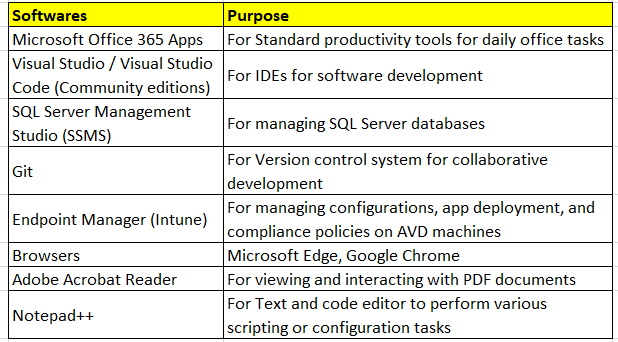 Softwares Purpose
Microsoft Office 365 Apps For Standard productivity tools for daily office tasks
Visual Studio / Visual Studio
Code (Community editions)
For IDEs for software development
SQL Server Management
Studio (SSMS)
For managing SQL Server databases
Git
For Version control system for collaborative
development
Endpoint Manager (Intune)
For managing configurations, app deployment, and
compliance policies on AVD machines
Browsers Microsoft Edge, Google Chrome
Adobe Acrobat Reader For viewing and interacting with PDF documents
Notepad++
For Text and code editor to perform various
scripting or configuration tasks